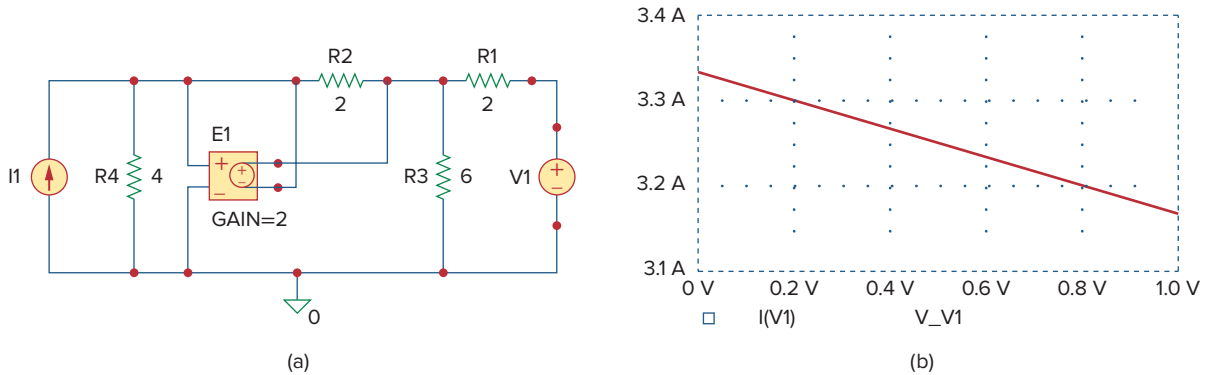 R2
R1
2
2
E1
+
−
+
−
I1
R4
4
R3
6
V1
+
−
GAIN=2
0
(a)
3.4 A
3.3 A
3.2 A
3.1 A
0 V
0.2 V
0.4 V
0.6 V
0.8 V
1.0 V
I(V1)
V_V1
(b)